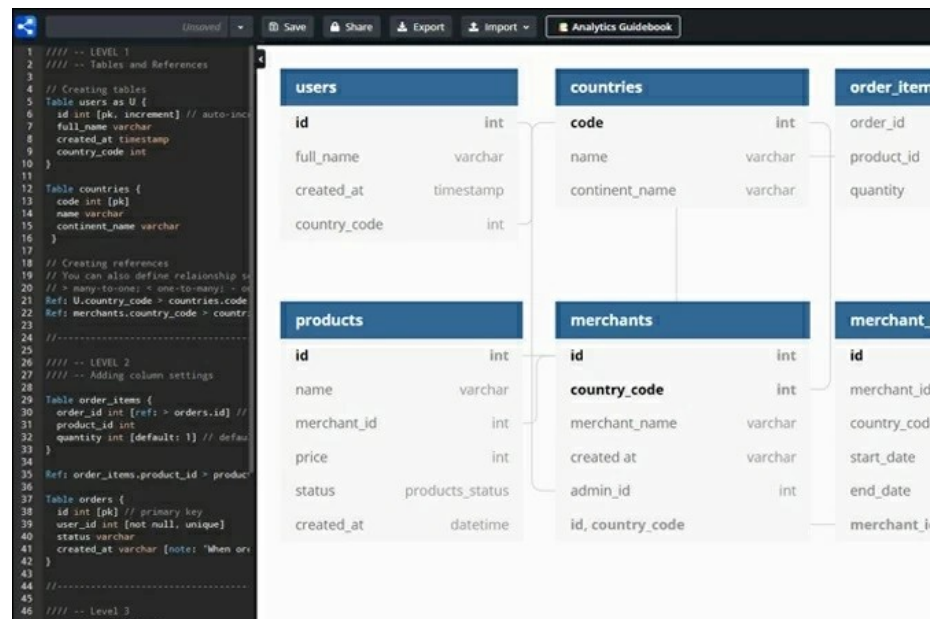 Unsaved
Save
Share
Export
Import
Analytics Guidebook
1 //// -- LEVEL 1
2 //// -- Tables and References
3
4 // Creating tables
5 Table users as U {
6 id int [pk, increment] // auto-inc
7 full_name varchar
8 created_at timestamp
9 country_code int
10 }
11
12 Table countries {
13 code int [pk]
14 name varchar
15 continent_name varchar
16 }
17
18 // Creating references
19 // You can also define relaionship s
20 // > many-to-one; < one-to-many; - o
21 Ref: U.country_code > countries.code
22 Ref: merchants.country_code > countr
23
24 //----------------------------------
25
26 //// -- LEVEL 2
27 //// -- Adding column settings
28
29 Table order_items {
30 order_id int [ref: > orders.id] //
31 product_id int
32 quantity int [default: 1] // defau
33 }
34
35 Ref: order_items.product_id > produc
36
37 Table orders {
38 id int [pk] // primary key
39 user_id int [not null, unique]
40 status varchar
41 created_at varchar [note: 'When or
42 }
43
44 //----------------------------------
45
46 //// -- Level 3
users
id int
full_name varchar
created_at timestamp
country_code int
countries
code int
name varchar
continent_name varchar
order_item
order_id
product_id
quantity
products
id int
name varchar
merchant_id int
price int
status products_status
created_at datetime
merchants
id int
country_code int
merchant_name varchar
created at varchar
admin_id int
id, country_code
merchant_
id
merchant_id
country_cod
start_date
end_date
merchant_i